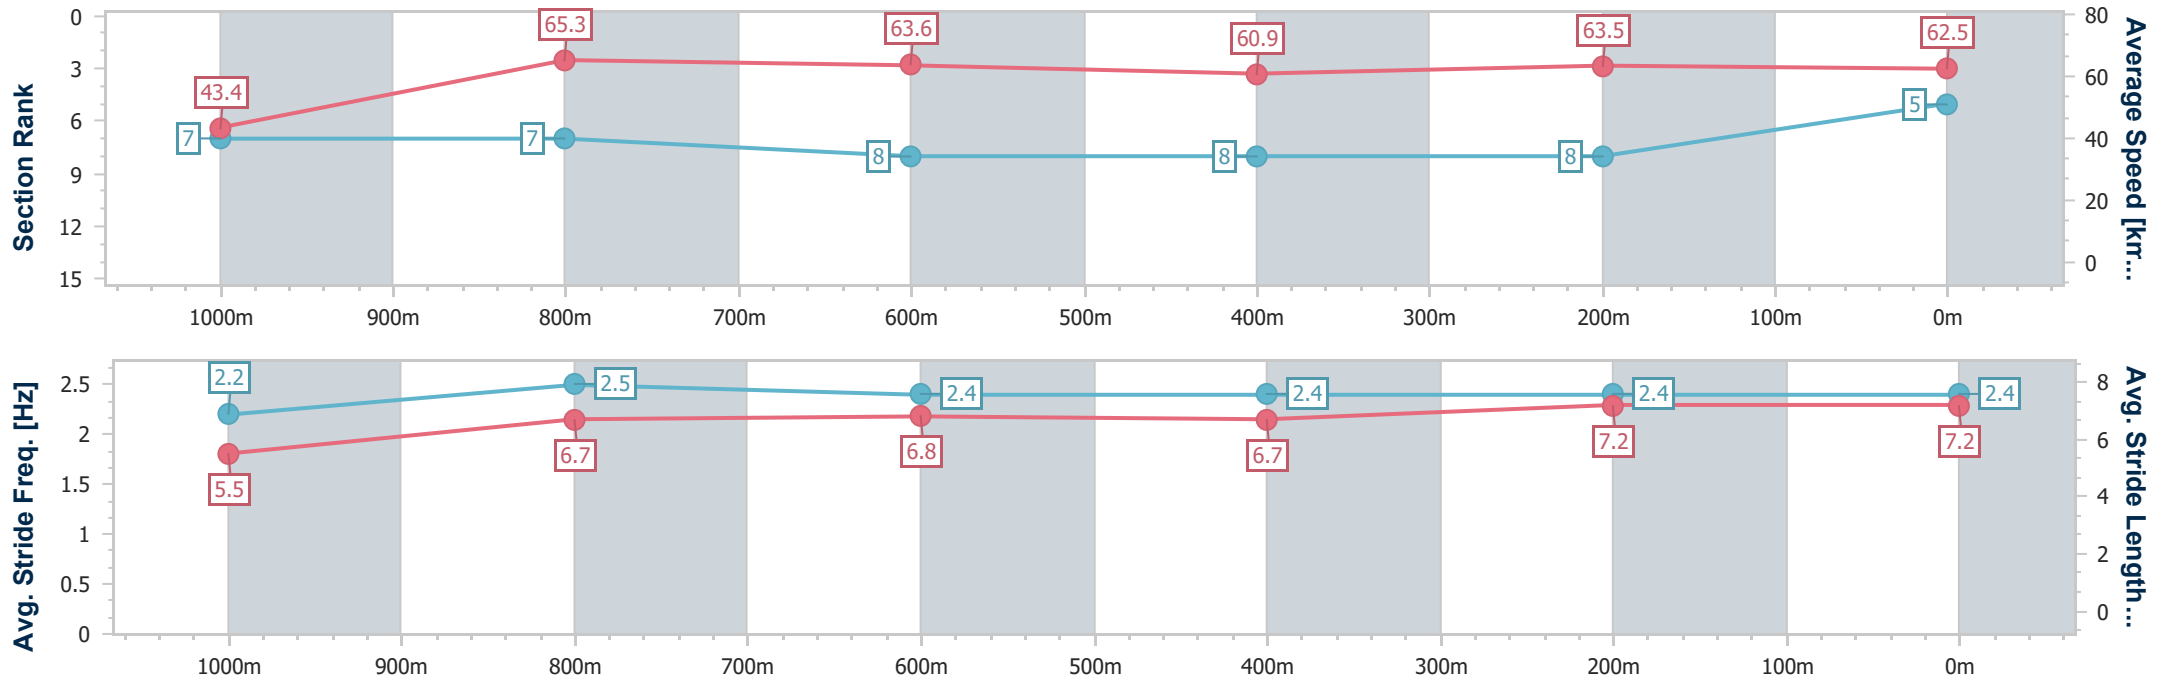 Section Rank
0
3
6
9
12
15
43.4
65.3
63.6
60.9
63.5
62.5
7
7
8
8
8
5
80
60
40
20
0
Average Speed [km...
1000m
900m
800m
700m
600m
500m
400m
300m
200m
100m
0m
Avg. Stride Freq. [Hz]
2.5
2
1.5
1
0.5
0
2.2
2.5
2.4
2.4
2.4
2.4
5.5
6.7
6.8
6.7
7.2
7.2
8
6
4
2
0
Avg. Stride Length...
1000m
900m
800m
700m
600m
500m
400m
300m
200m
100m
0m